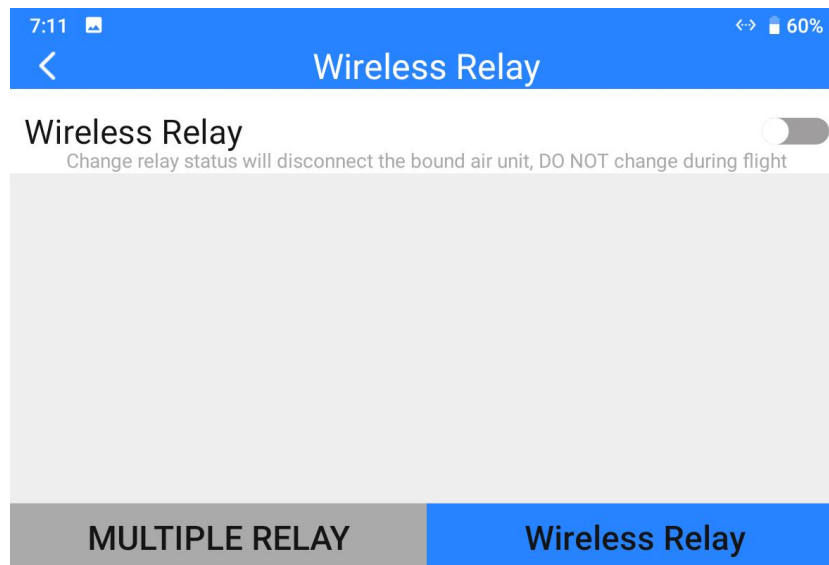 7:11 60%
Wireless Relay
Wireless Relay
Change relay status will disconnect the bound air unit, DO NOT change during flight
MULTIPLE RELAY Wireless Relay